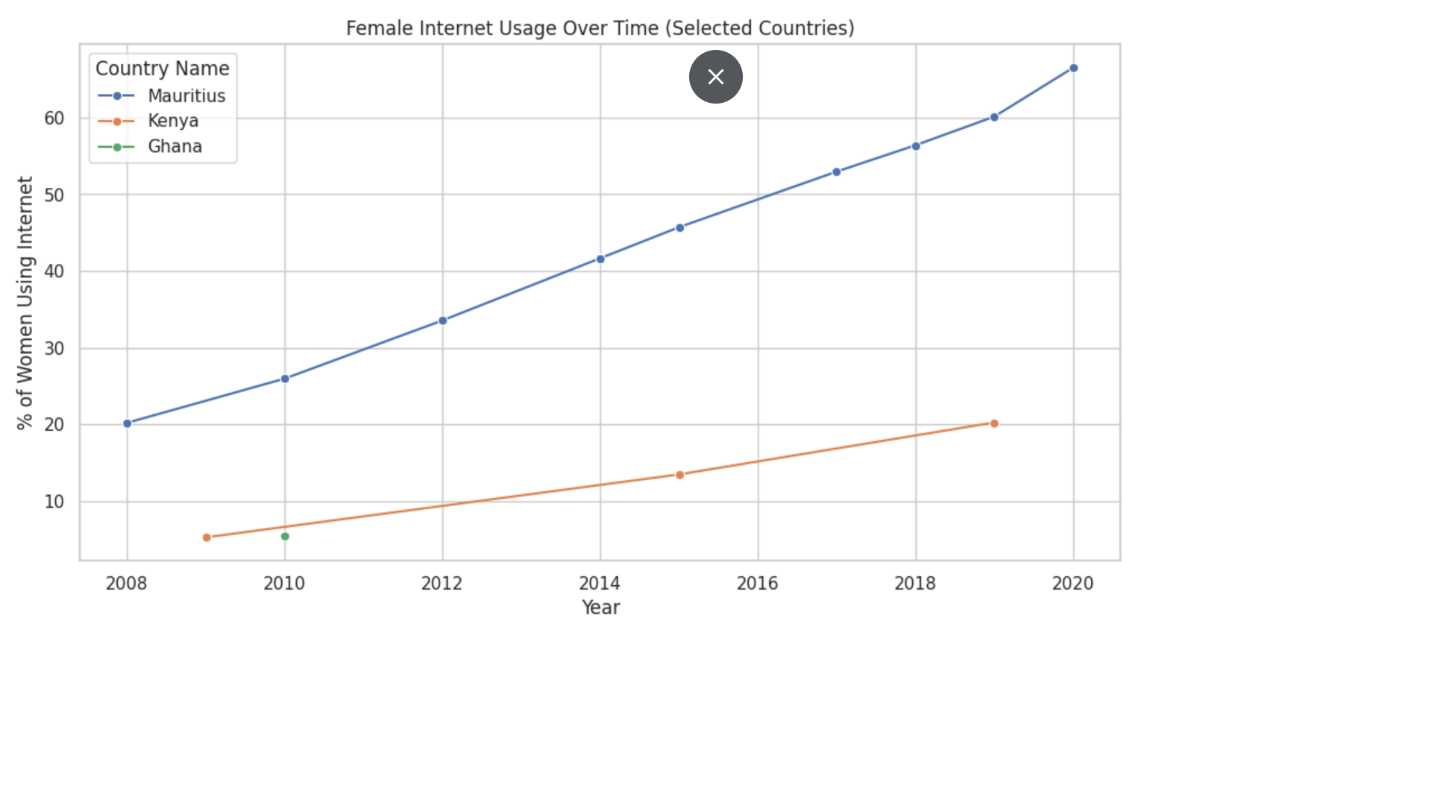 Female Internet Usage Over Time (Selected Countries)
Country Name
Mauritius
Kenya
Ghana
% of Women Using Internet
60
50
40
30
20
10
2008 2010 2012 2014 2016 2018 2020
Year